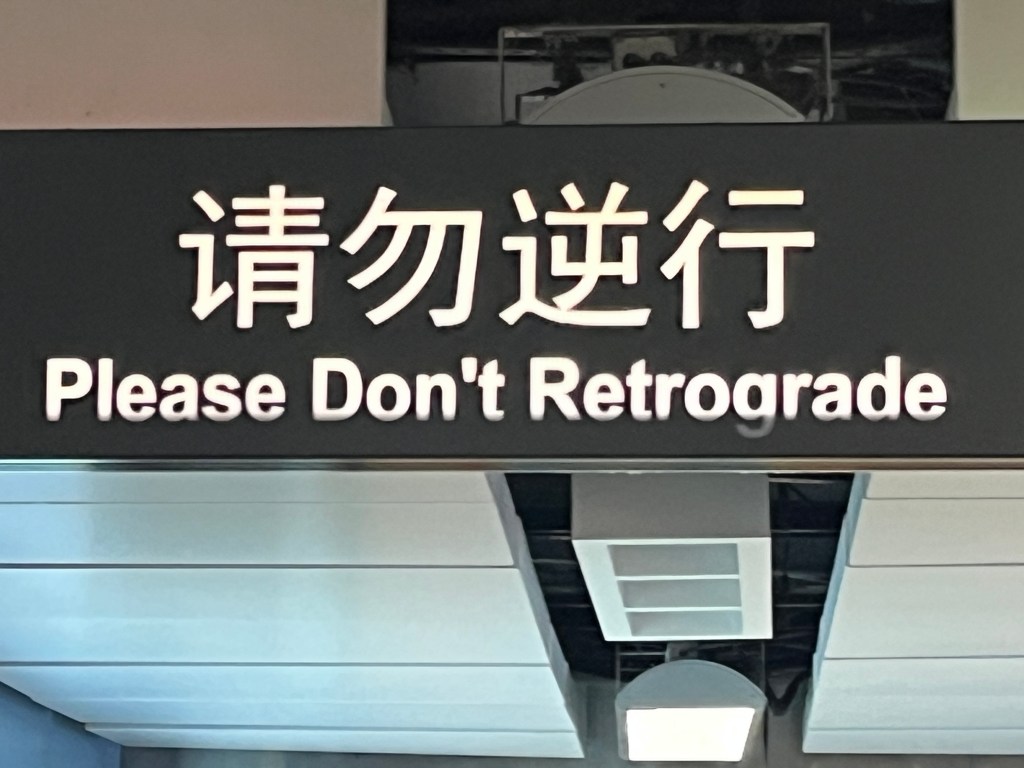 请勿逆行
Please Don't Retrograde